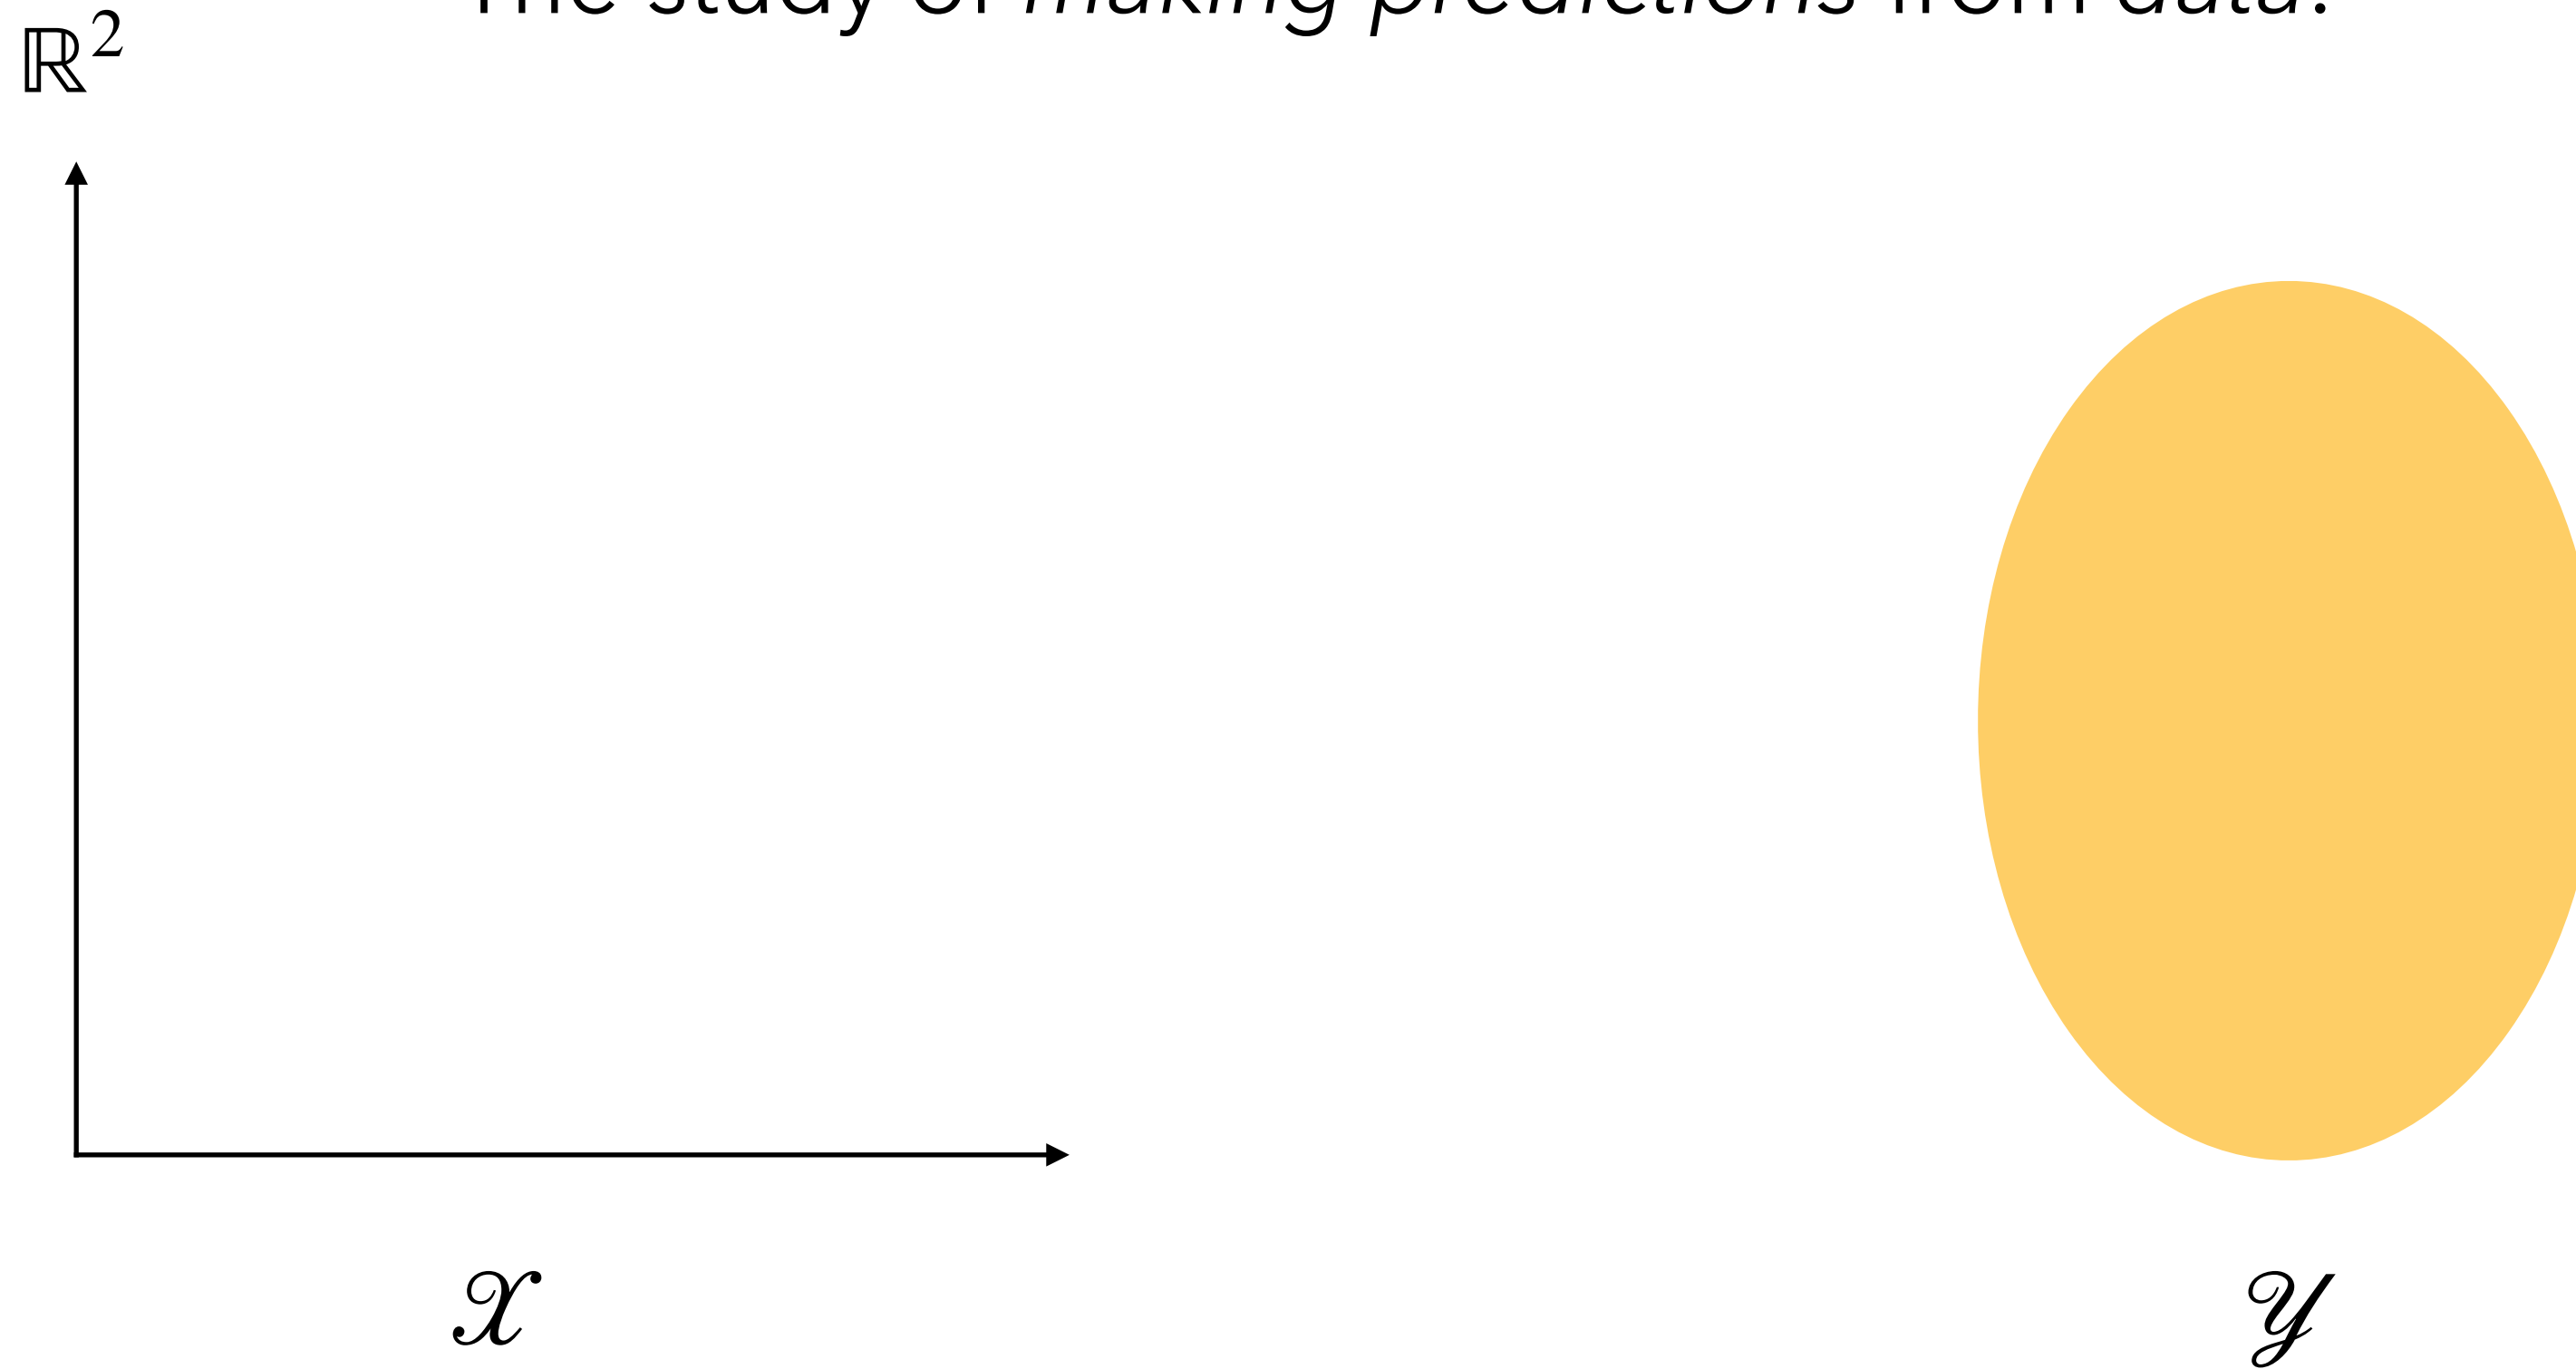 The study of making predictions from data.
ℝ²
𝒳
𝒴